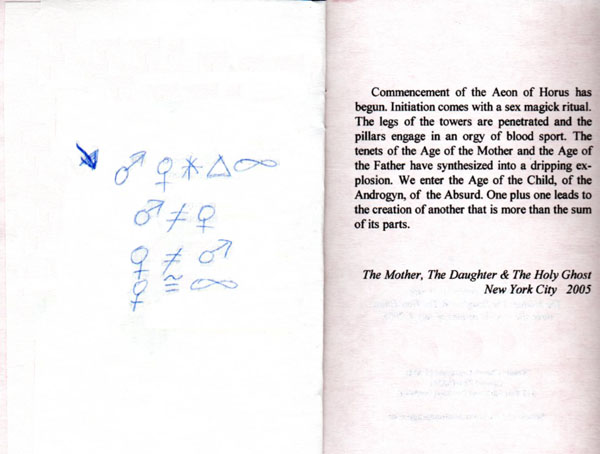 ♂ ♀ * △ ∞
♂ ≠ ♀
♀ ≠ ♂
♀ ≅ ∞
Commencement of the Aeon of Horus has
begun. Initiation comes with a sex magick ritual.
The legs of the towers are penetrated and the
pillars engage in an orgy of blood sport. The
tenets of the Age of the Mother and the Age of
the Father have synthesized into a dripping ex-
plosion. We enter the Age of the Child, of the
Androgyn, of the Absurd. One plus one leads to
the creation of another that is more than the sum
of its parts.
The Mother, The Daughter & The Holy Ghost
New York City 2005